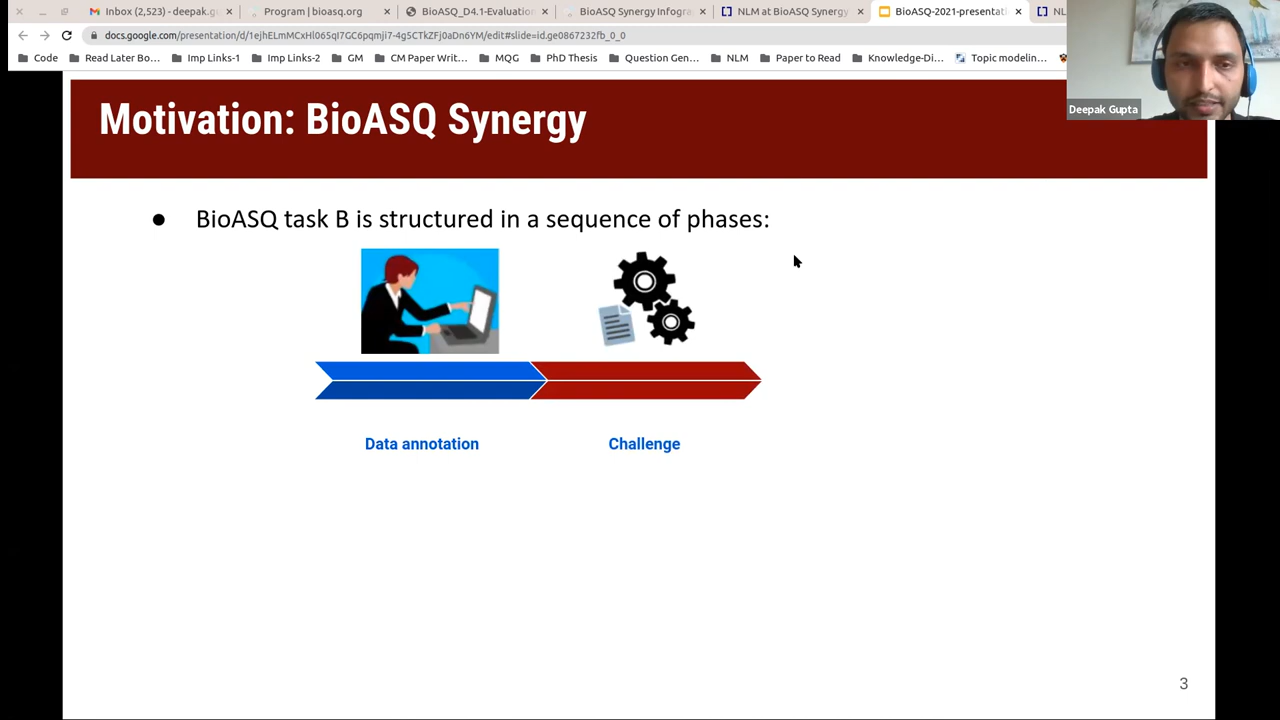 Inbox (2,523) - deepak.g
Program | bioasq.org
BioASQ_D4.1-Evaluation
BioASQ Synergy Infogra
NLM at BioASQ Synergy
BioASQ-2021-presentati
NL
docs.google.com/presentation/d/1ejhELmMCxHl065qI7GC6pqmji7-4g5CTkZFj0aDn6YM/edit#slide=id.ge0867232fb_0_0
Code
Read Later Bo...
Imp Links-1
Imp Links-2
GM
CM Paper Writ...
MQG
PhD Thesis
Question Gen...
NLM
Paper to Read
Knowledge-Di...
Topic modelin...
Deepak Gupta
Motivation: BioASQ Synergy
● BioASQ task B is structured in a sequence of phases:
Data annotation
Challenge
3